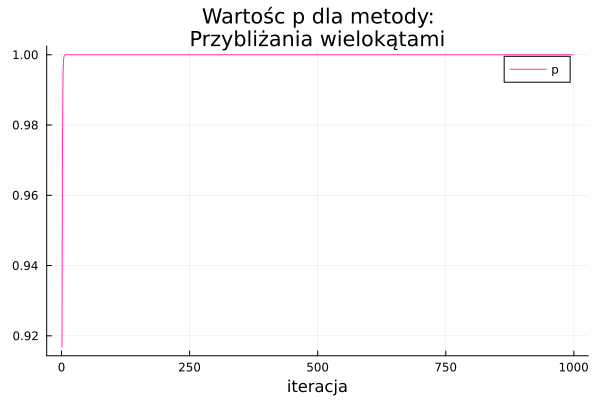 Wartośc p dla metody:
Przybliżania wielokątami
p
1.00
0.98
0.96
0.94
0.92
0
250
500
750
1000
iteracja